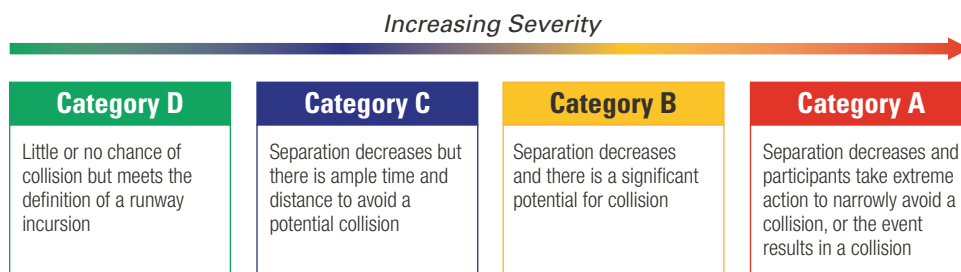 Increasing Severity
Category D
Little or no chance of
collision but meets the
definition of a runway
incursion
Category C
Separation decreases but
there is ample time and
distance to avoid a
potential collision
Category B
Separation decreases
and there is a significant
potential for collision
Category A
Separation decreases and
participants take extreme
action to narrowly avoid a
collision, or the event
results in a collision